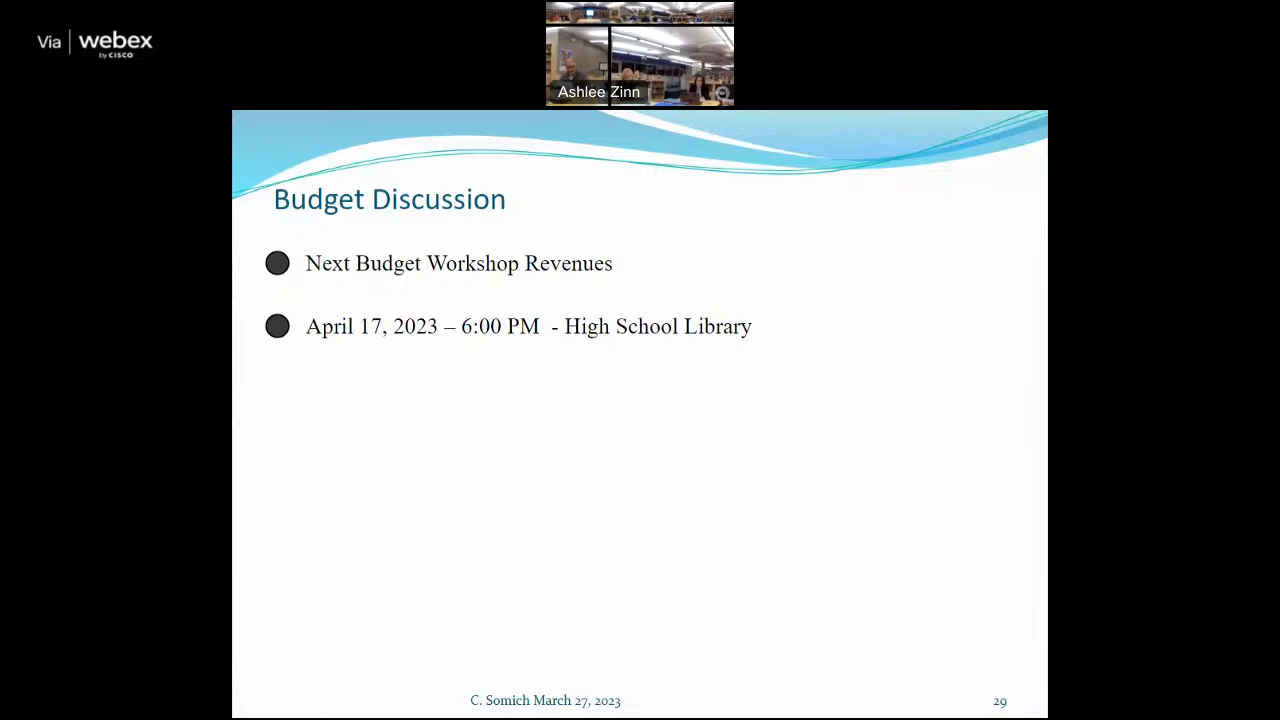 Via | webex
by CISCO
Ashlee Zinn
Budget Discussion
Next Budget Workshop Revenues
April 17, 2023 – 6:00 PM - High School Library
C. Somich March 27, 2023
29